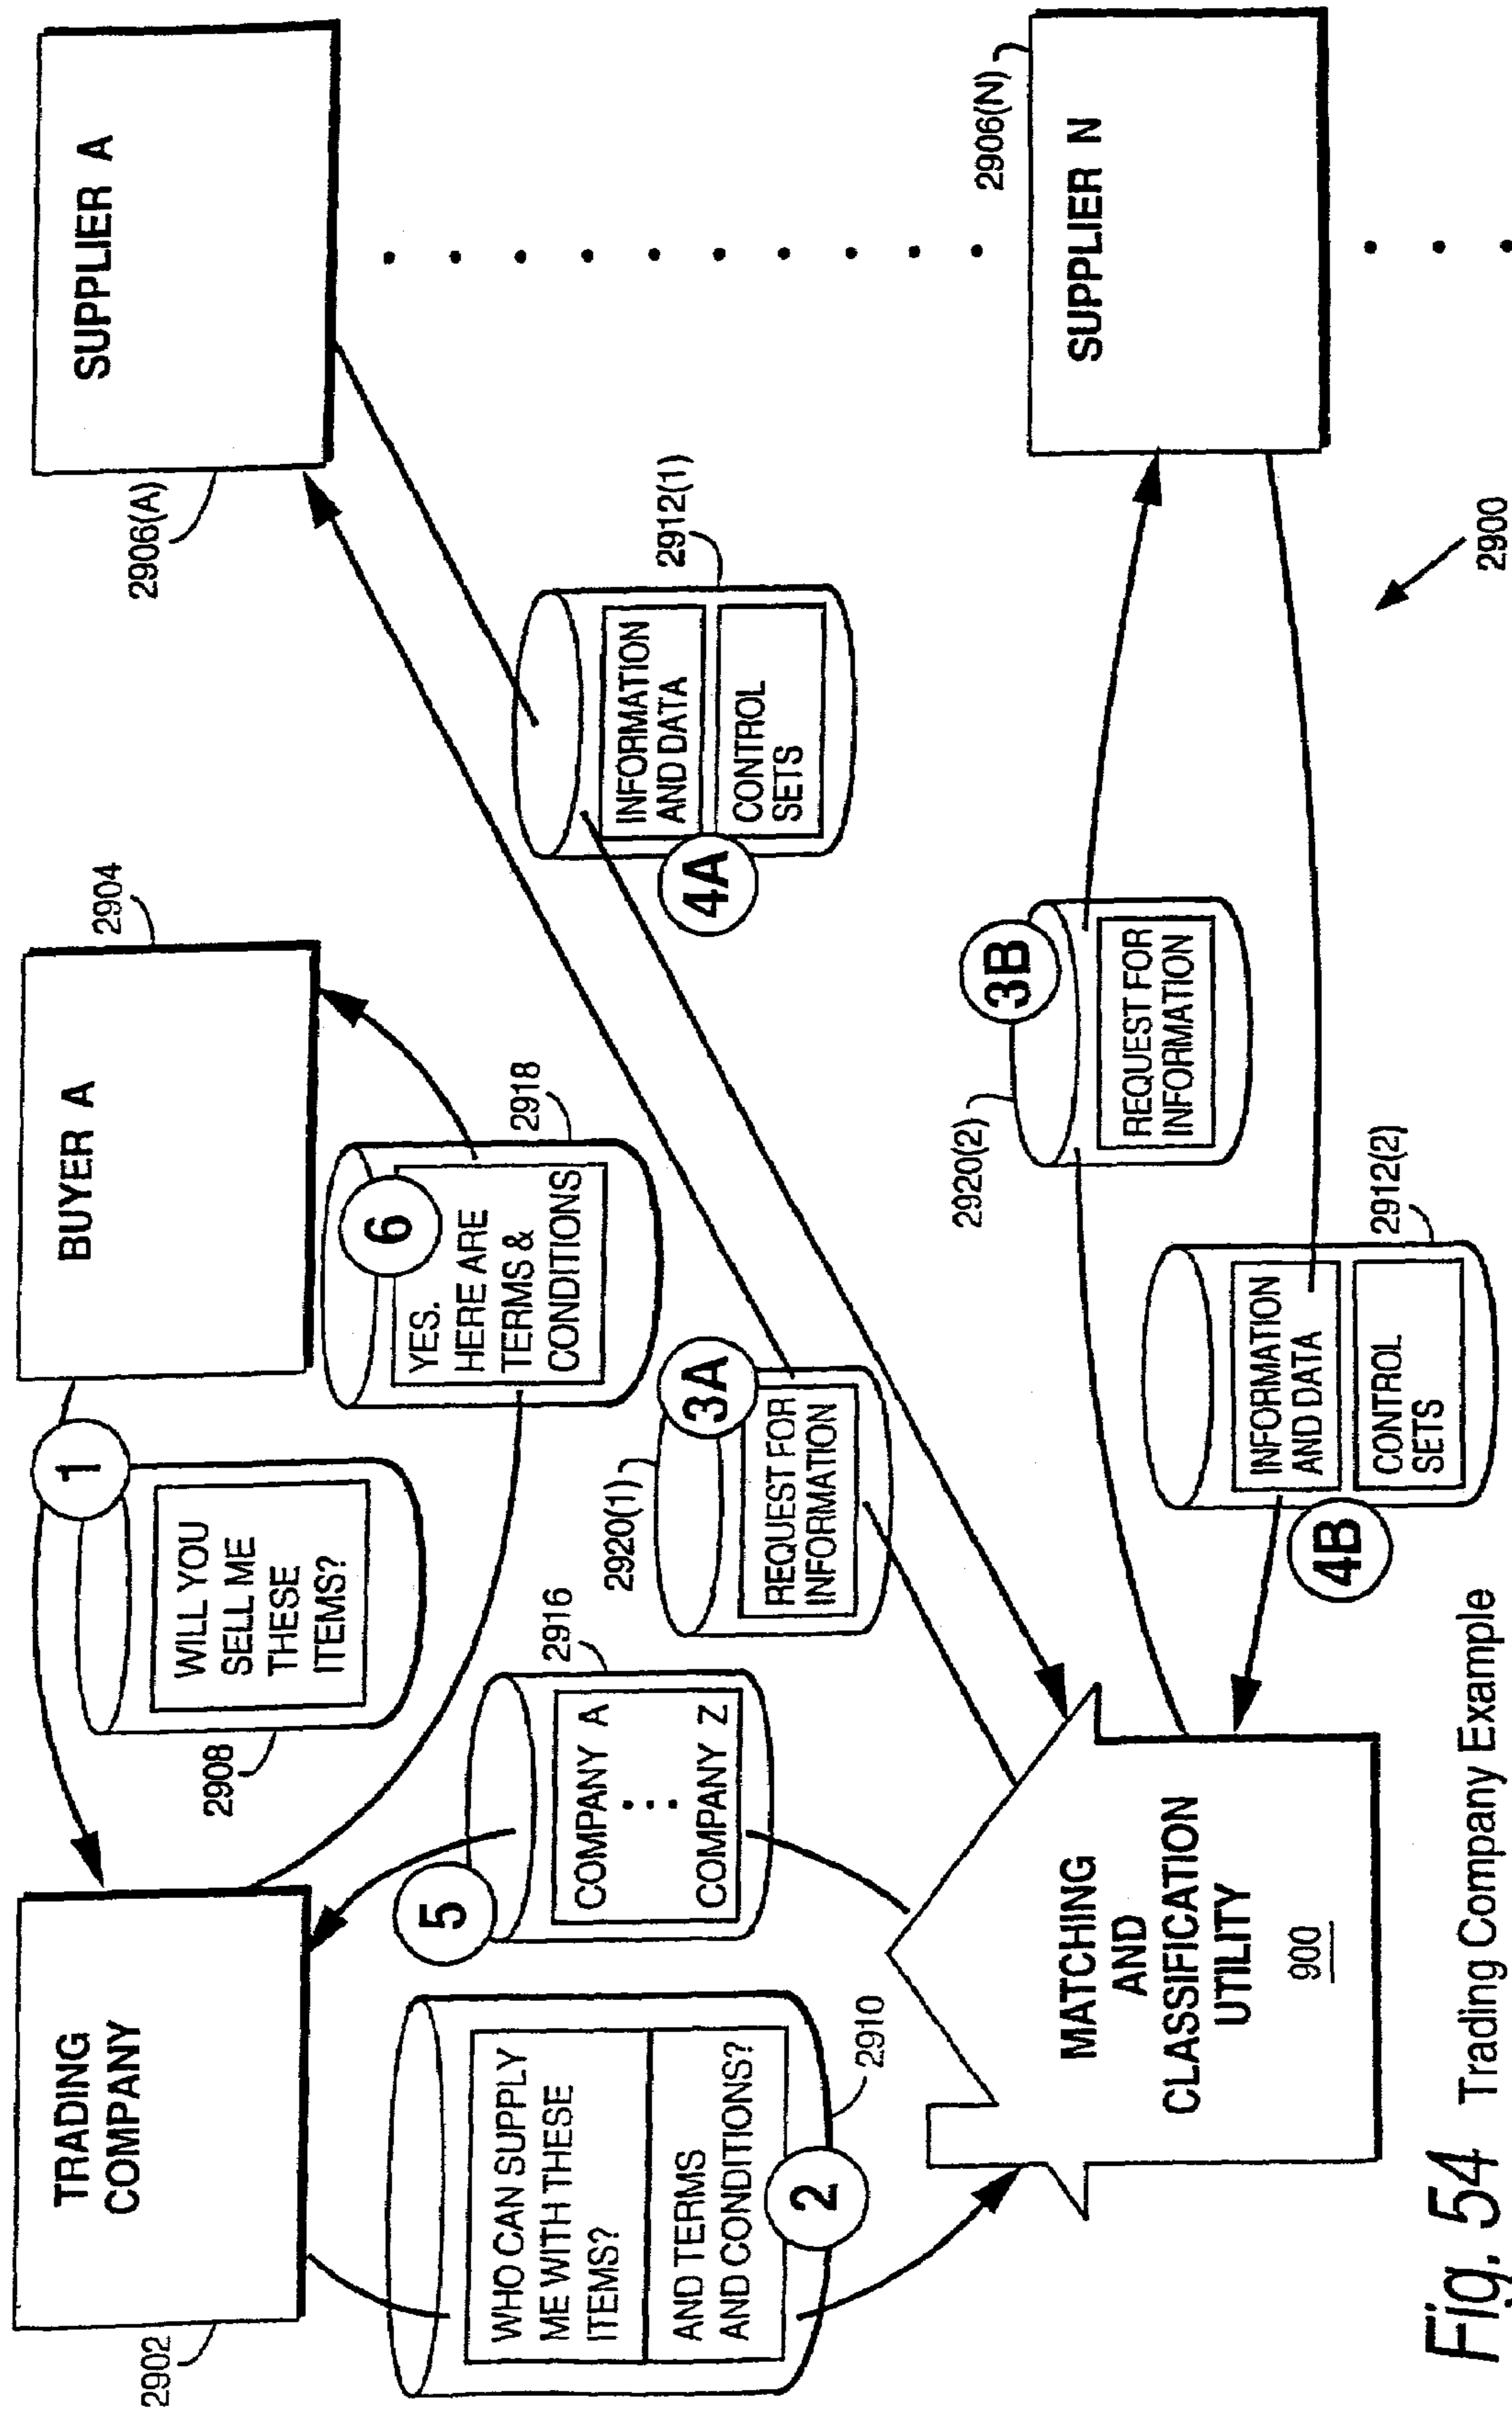 TRADING
COMPANY
2902
BUYER A
2904
SUPPLIER A
2906(A)
1
WILL YOU
SELL ME
THESE
ITEMS?
2908
6
YES.
HERE ARE
TERMS &
CONDITIONS
2918
WHO CAN SUPPLY
ME WITH THESE
ITEMS?
AND TERMS
AND CONDITIONS?
2
2910
5
COMPANY A
COMPANY Z
2916
2920(1)
3A
REQUEST FOR
INFORMATION
2912(1)
INFORMATION
AND DATA
CONTROL
SETS
4A
MATCHING
AND
CLASSIFICATION
UTILITY
900
2920(2)
3B
REQUEST FOR
INFORMATION
2912(2)
INFORMATION
AND DATA
CONTROL
SETS
4B
2906(N)
SUPPLIER N
2900
Fig. 54 Trading Company Example